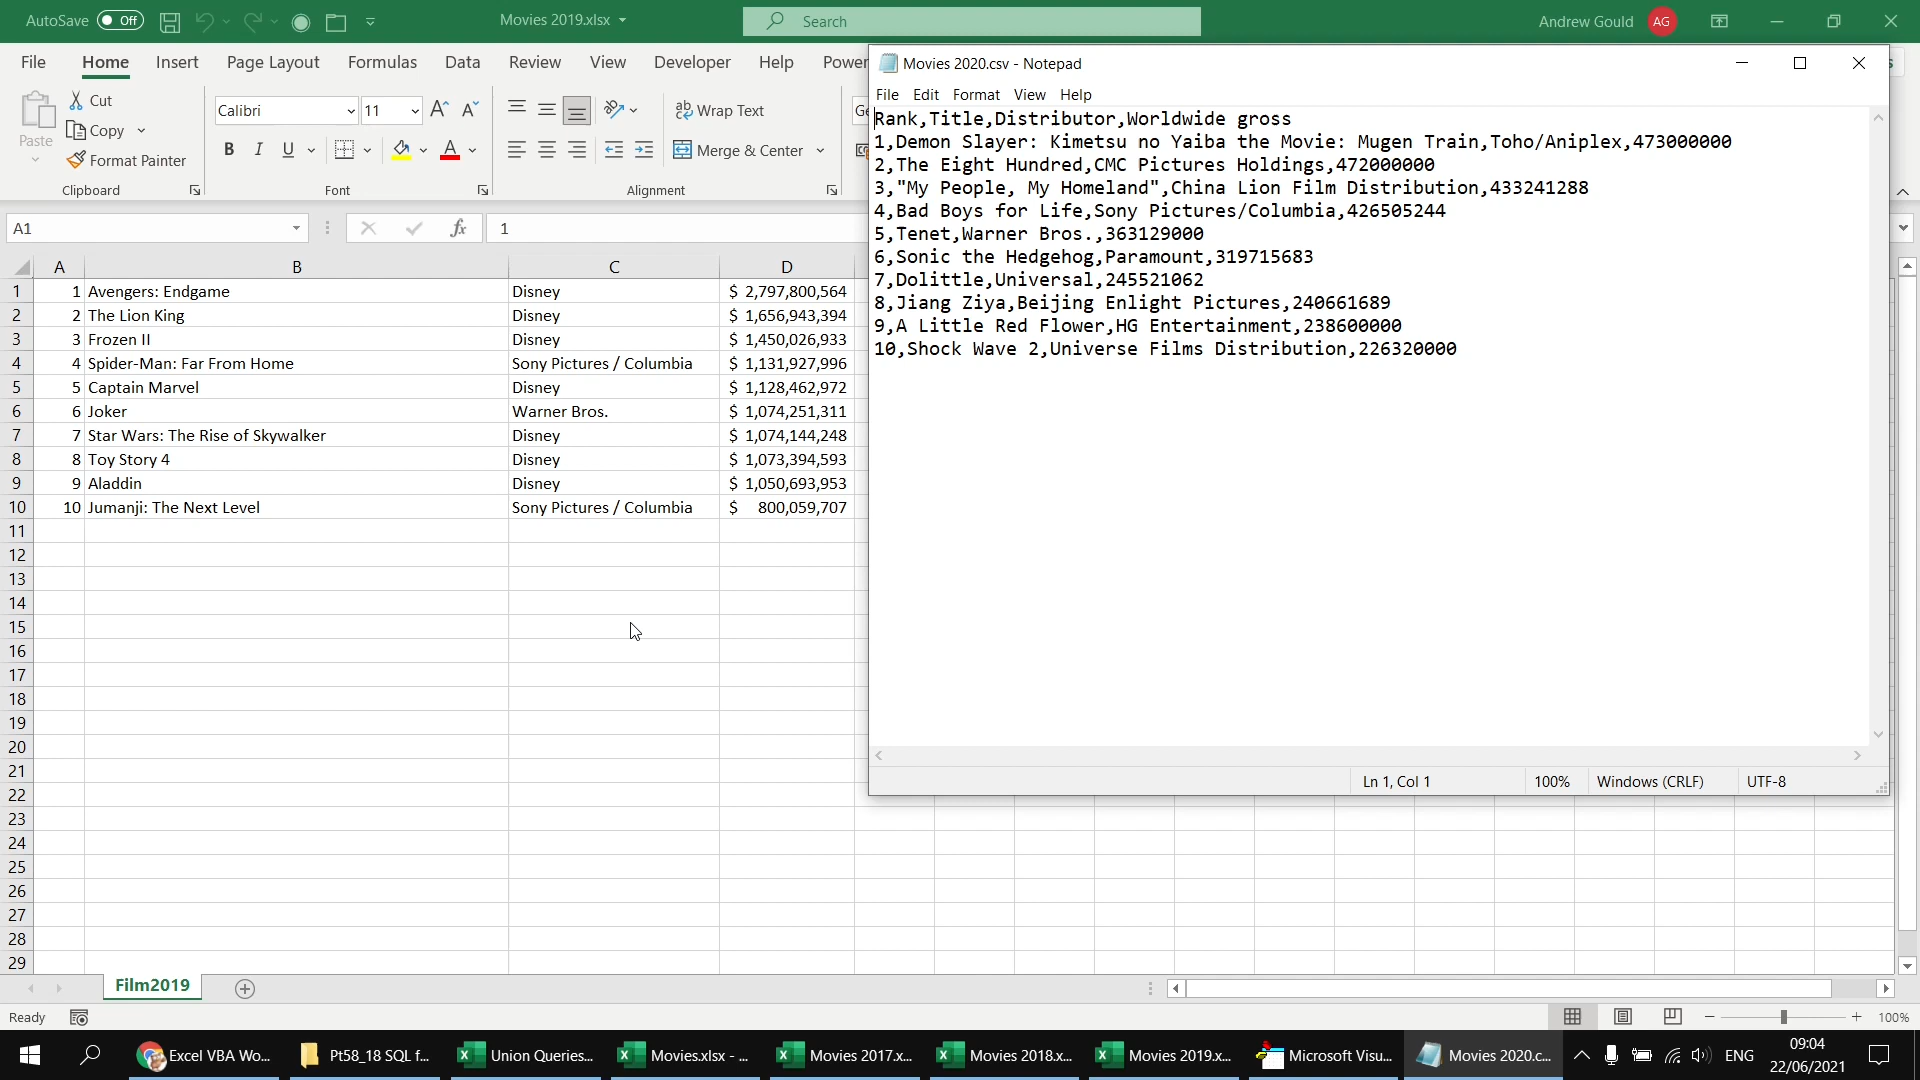 AutoSave Off
Movies 2019.xlsx
Search
Andrew Gould AG
File Home Insert Page Layout Formulas Data Review View Developer Help Power
Paste
Cut
Copy
Format Painter
Clipboard
Calibri 11
B I U
Font
Wrap Text
Merge & Center
Alignment
A1
fx 1
A B C D
1 1 Avengers: Endgame Disney $ 2,797,800,564
2 2 The Lion King Disney $ 1,656,943,394
3 3 Frozen II Disney $ 1,450,026,933
4 4 Spider-Man: Far From Home Sony Pictures / Columbia $ 1,131,927,996
5 5 Captain Marvel Disney $ 1,128,462,972
6 6 Joker Warner Bros. $ 1,074,251,311
7 7 Star Wars: The Rise of Skywalker Disney $ 1,074,144,248
8 8 Toy Story 4 Disney $ 1,073,394,593
9 9 Aladdin Disney $ 1,050,693,953
10 10 Jumanji: The Next Level Sony Pictures / Columbia $ 800,059,707
11
12
13
14
15
16
17
18
19
20
21
22
23
24
25
26
27
28
29
Movies 2020.csv - Notepad
File Edit Format View Help
Rank,Title,Distributor,Worldwide gross
1,Demon Slayer: Kimetsu no Yaiba the Movie: Mugen Train,Toho/Aniplex,473000000
2,The Eight Hundred,CMC Pictures Holdings,472000000
3,"My People, My Homeland",China Lion Film Distribution,433241288
4,Bad Boys for Life,Sony Pictures/Columbia,426505244
5,Tenet,Warner Bros.,363129000
6,Sonic the Hedgehog,Paramount,319715683
7,Dolittle,Universal,245521062
8,Jiang Ziya,Beijing Enlight Pictures,240661689
9,A Little Red Flower,HG Entertainment,238600000
10,Shock Wave 2,Universe Films Distribution,226320000
Ln 1, Col 1 100% Windows (CRLF) UTF-8
Film2019
Ready
100%
Excel VBA Wo... Pt58_18 SQL f... Union Queries... Movies.xlsx - ... Movies 2017.x... Movies 2018.x... Movies 2019.x... Microsoft Visu... Movies 2020.c...
ENG
09:04
22/06/2021